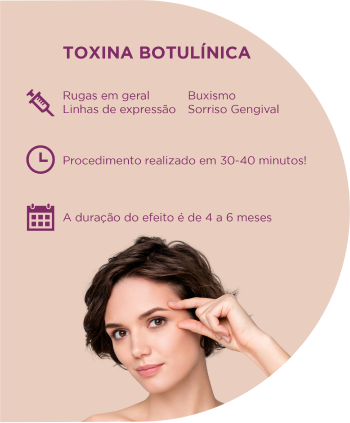 TOXINA BOTULÍNICA
Rugas em geral
Linhas de expressão
Buxismo
Sorriso Gengival
Procedimento realizado em 30-40 minutos!
A duração do efeito é de 4 a 6 meses